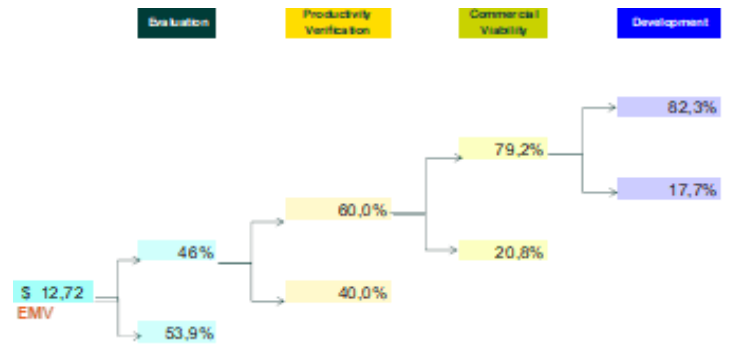 Evaluation
Productivity
Verification
Commercial
Viability
Development
82,3%
79,2%
17,7%
60,0%
20,8%
46%
40,0%
$ 12,72
EMV
53,9%